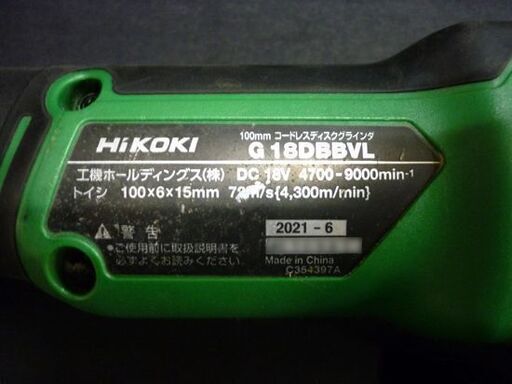 100mm コードレスディスクグラインダ
HiKOKI G 18DBBVL
工機ホールディングス(株) DC 18V 4700-9000min-1
トイシ 100×6×15mm 72m/s{4,300m/min}
警告
●ご使用前に取扱説明書を
必ずよくお読みください。
2021 - 6
Made in China
C354397A